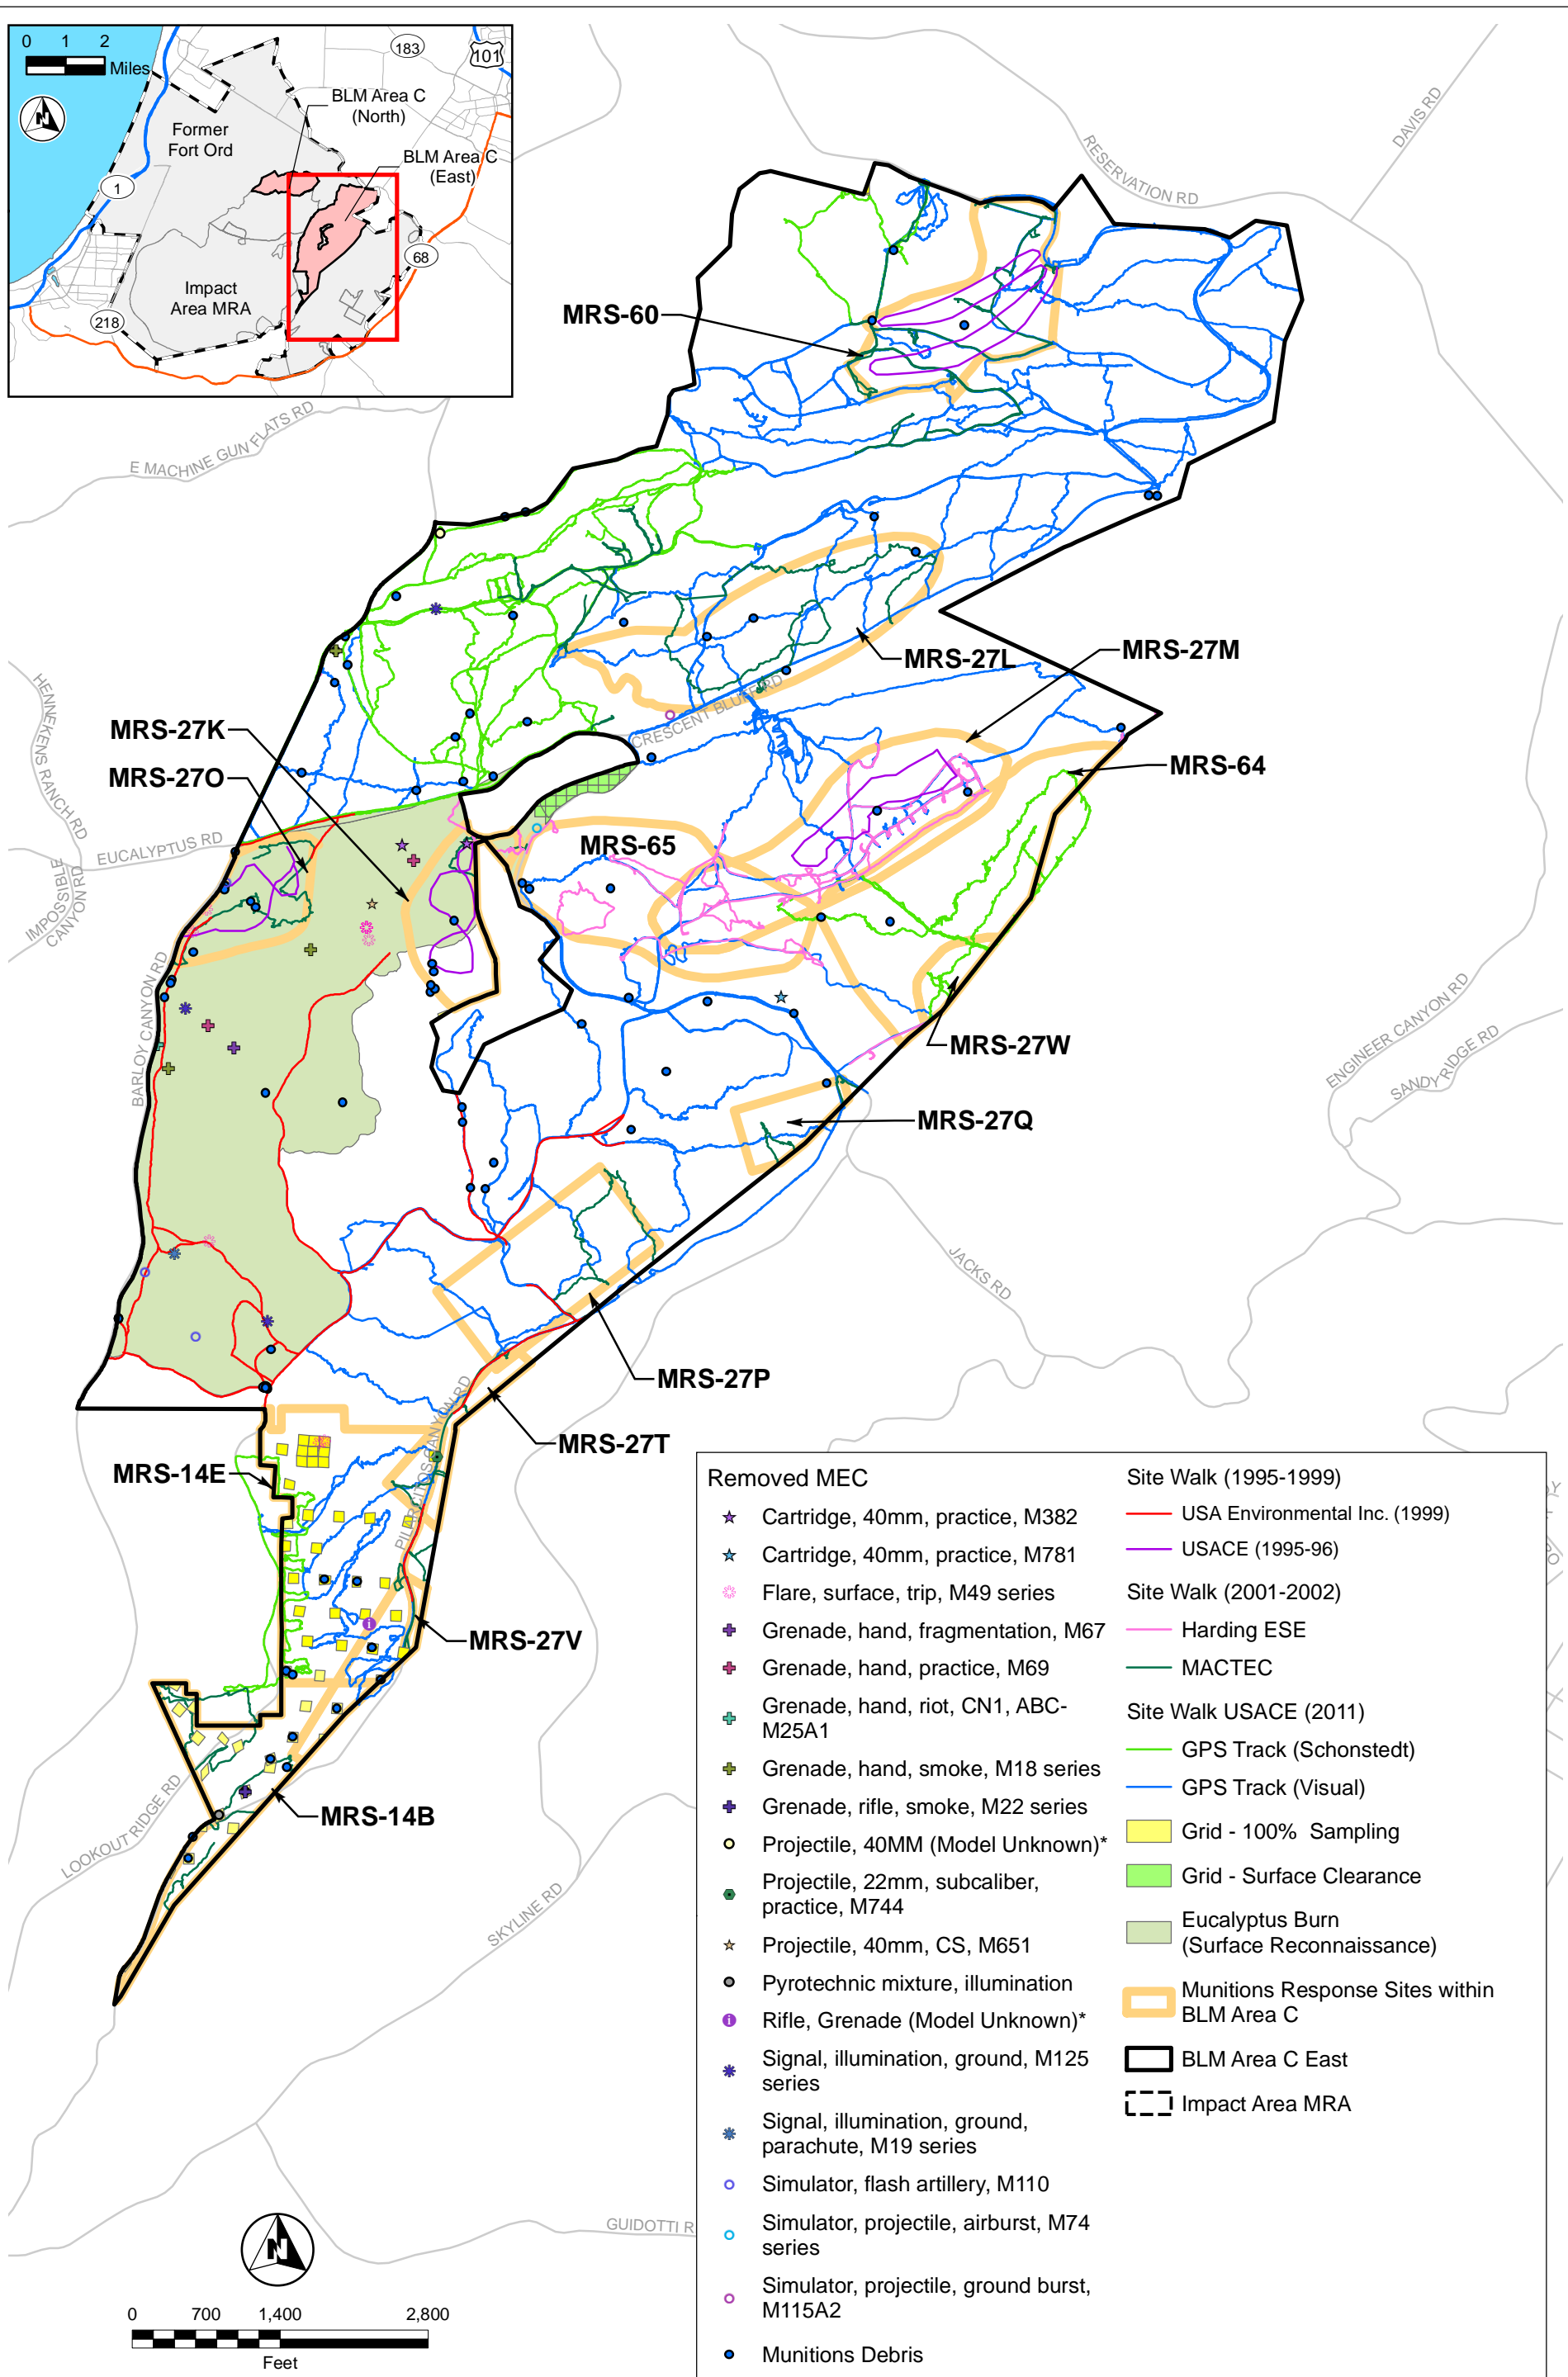 0 1 2
Miles
N
183
101
BLM Area C
(North)
Former
Fort Ord
BLM Area C
(East)
1
68
Impact
Area MRA
218
DAVIS RD
RESERVATION RD
MRS-60
E MACHINE GUN FLATS RD
MRS-27L
MRS-27M
HENNEKENS RANCH RD
CRESCENT BLUFF RD
MRS-27K
MRS-64
MRS-27O
MRS-65
EUCALYPTUS RD
IMPOSSIBLE
CANYON RD
BARLOY CANYON RD
ENGINEER CANYON RD
SANDY RIDGE RD
MRS-27W
MRS-27Q
JACKS RD
MRS-27P
PILARCITOS CANYON RD
MRS-27T
MRS-14E
MRS-27V
LOOKOUT RIDGE RD
MRS-14B
SKYLINE RD
GUIDOTTI R
N
0 700 1,400 2,800
Feet
Removed MEC
Cartridge, 40mm, practice, M382
Cartridge, 40mm, practice, M781
Flare, surface, trip, M49 series
Grenade, hand, fragmentation, M67
Grenade, hand, practice, M69
Grenade, hand, riot, CN1, ABC-
M25A1
Grenade, hand, smoke, M18 series
Grenade, rifle, smoke, M22 series
Projectile, 40MM (Model Unknown)*
Projectile, 22mm, subcaliber,
practice, M744
Projectile, 40mm, CS, M651
Pyrotechnic mixture, illumination
Rifle, Grenade (Model Unknown)*
Signal, illumination, ground, M125
series
Signal, illumination, ground,
parachute, M19 series
Simulator, flash artillery, M110
Simulator, projectile, airburst, M74
series
Simulator, projectile, ground burst,
M115A2
Munitions Debris
Site Walk (1995-1999)
USA Environmental Inc. (1999)
USACE (1995-96)
Site Walk (2001-2002)
Harding ESE
MACTEC
Site Walk USACE (2011)
GPS Track (Schonstedt)
GPS Track (Visual)
Grid - 100% Sampling
Grid - Surface Clearance
Eucalyptus Burn
(Surface Reconnaissance)
Munitions Response Sites within
BLM Area C
BLM Area C East
Impact Area MRA